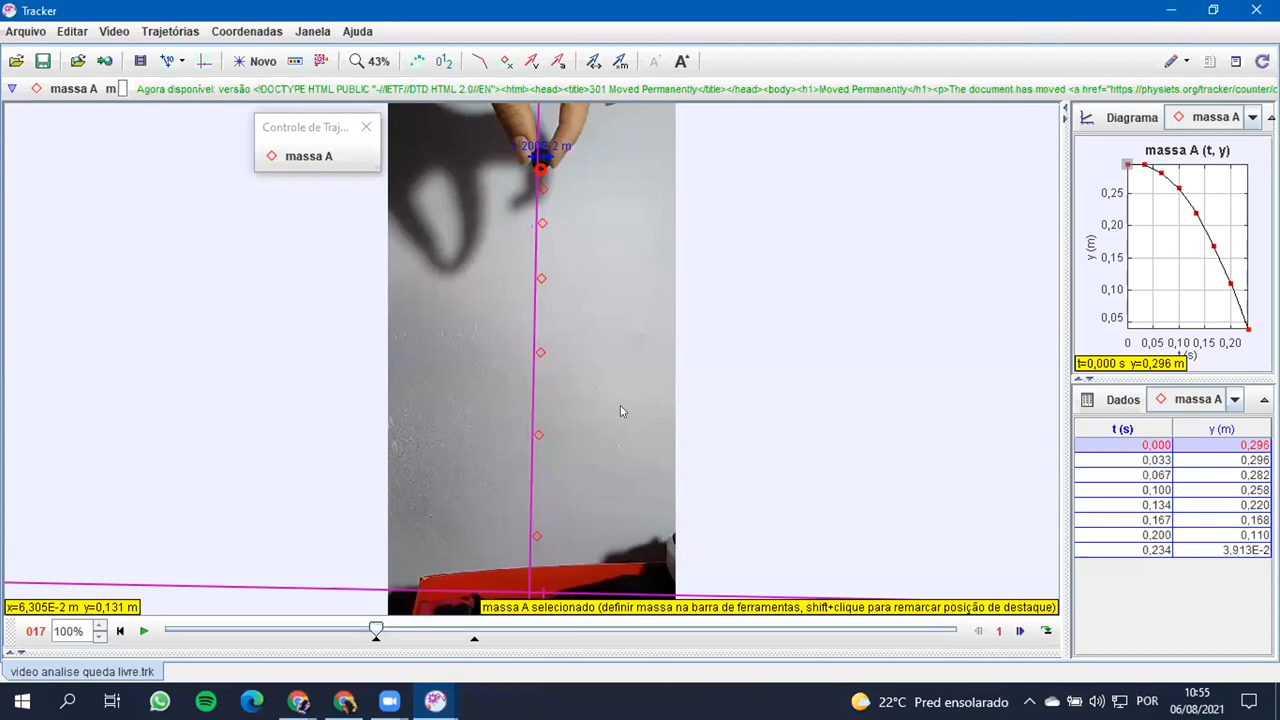 Tracker
Arquivo Editar Vídeo Trajetórias Coordenadas Janela Ajuda
Novo 43%
massa A m Agora disponível: versão <!DOCTYPE HTML PUBLIC "-//IETF//DTD HTML 2.0//EN"><html><head><title>301 Moved Permanently</title></head><body><h1>Moved Permanently</h1><p>The document has moved <a href="https://physlets.org/tracker/counter/c
Controle de Traj...
massa A
Diagrama massa A
massa A (t, y)
y (m)
0,25
0,20
0,15
0,10
0,05
0 0,05 0,10 0,15 0,20
t (s)
t=0,000 s y=0,296 m
Dados massa A
t (s) y (m)
0,000 0,296
0,033 0,296
0,067 0,282
0,100 0,258
0,134 0,220
0,167 0,168
0,200 0,110
0,234 3,913E-2
x=6,305E-2 m y=0,131 m
massa A selecionado (definir massa na barra de ferramentas, shift+clique para remarcar posição de destaque)
017 100% 1
video analise queda livre.trk
22°C Pred ensolarado
POR
10:55
06/08/2021